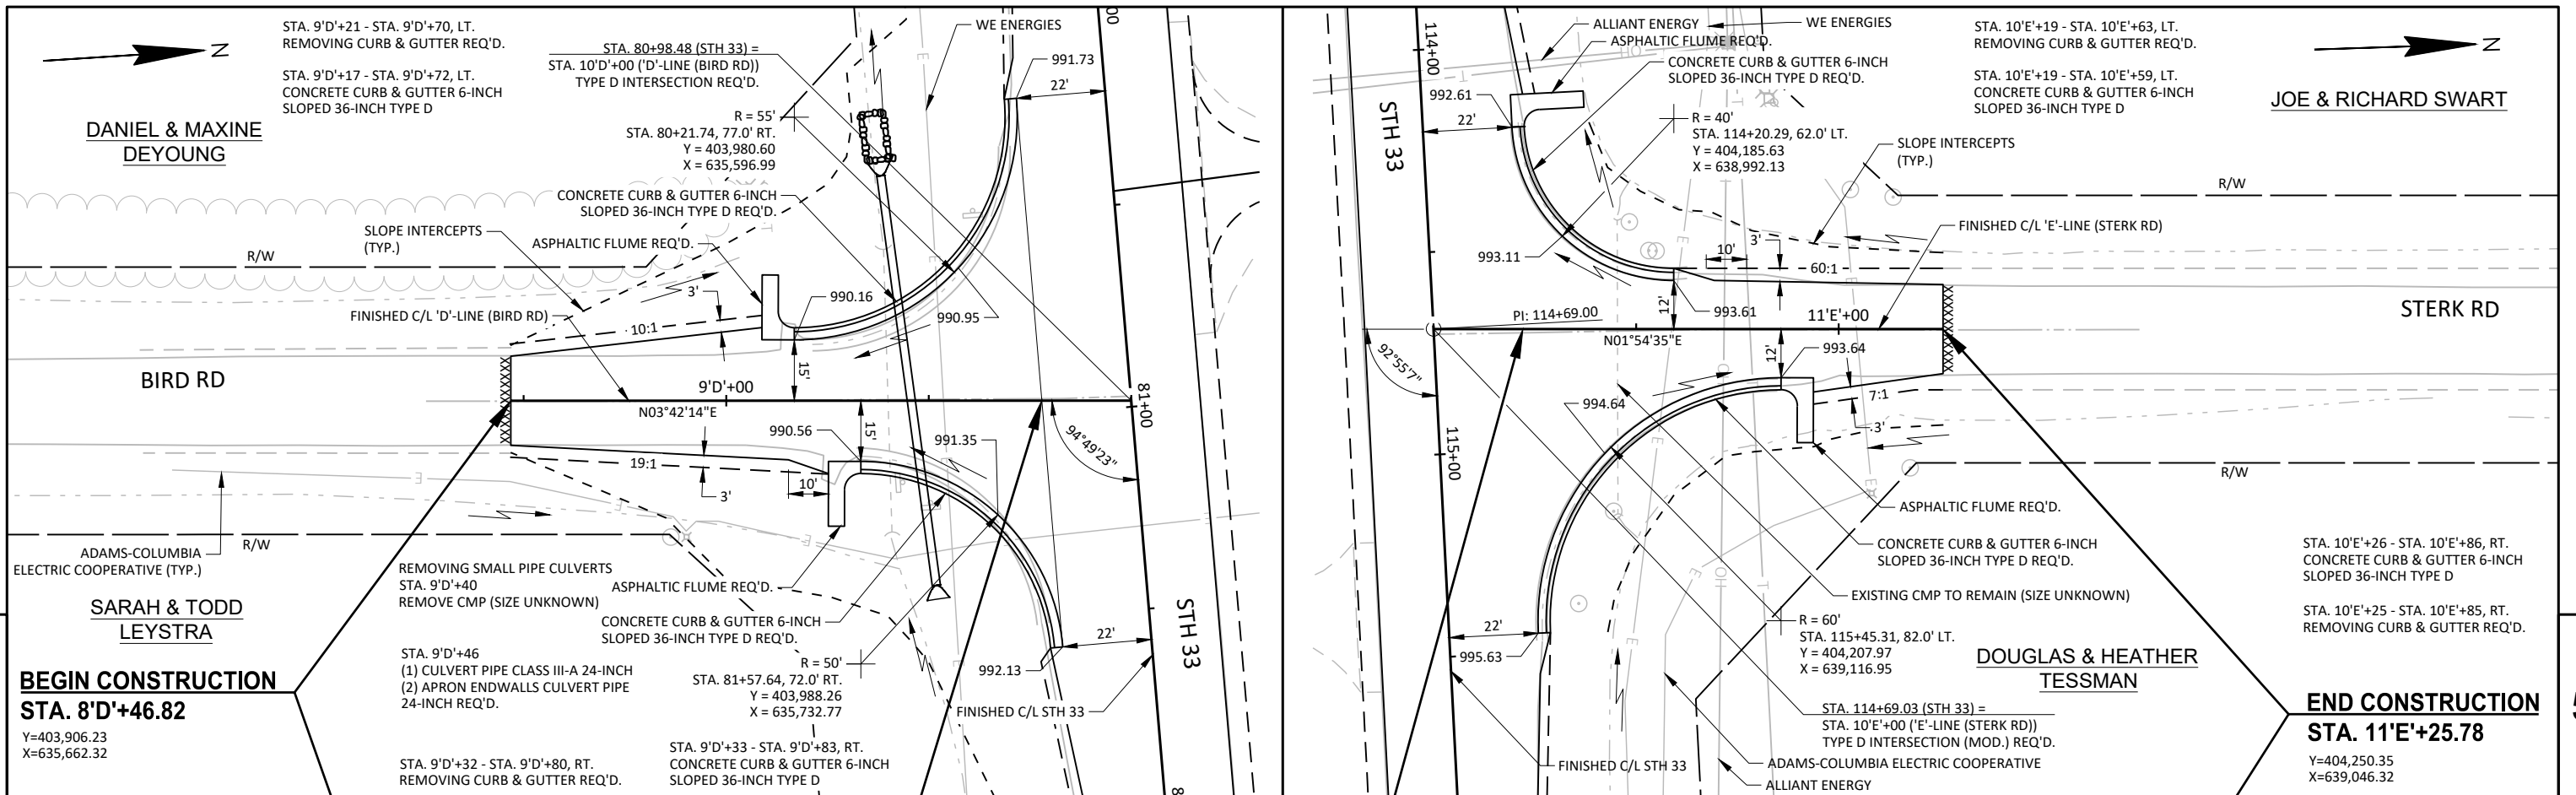 STA. 9'D'+21 - STA. 9'D'+70, LT.
REMOVING CURB & GUTTER REQ'D.
STA. 9'D'+17 - STA. 9'D'+72, LT.
CONCRETE CURB & GUTTER 6-INCH
SLOPED 36-INCH TYPE D
N
DANIEL & MAXINE
DEYOUNG
STA. 80+98.48 (STH 33) =
STA. 10'D'+00 ('D'-LINE (BIRD RD))
TYPE D INTERSECTION REQ'D.
WE ENERGIES
00
991.73
22'
R = 55'
STA. 80+21.74, 77.0' RT.
Y = 403,980.60
X = 635,596.99
CONCRETE CURB & GUTTER 6-INCH
SLOPED 36-INCH TYPE D REQ'D.
SLOPE INTERCEPTS
(TYP.)
ASPHALTIC FLUME REQ'D.
R/W
3'
990.16
990.95
FINISHED C/L 'D'-LINE (BIRD RD)
10:1
15'
BIRD RD
9'D'+00
N03°42'14"E
81+00
94°49'23"
990.56
15'
991.35
19:1
3'
10'
R/W
ADAMS-COLUMBIA
ELECTRIC COOPERATIVE (TYP.)
REMOVING SMALL PIPE CULVERTS
STA. 9'D'+40
REMOVE CMP (SIZE UNKNOWN)
ASPHALTIC FLUME REQ'D.
SARAH & TODD
LEYSTRA
CONCRETE CURB & GUTTER 6-INCH
SLOPED 36-INCH TYPE D REQ'D.
STH 33
22'
992.13
STA. 9'D'+46
(1) CULVERT PIPE CLASS III-A 24-INCH
(2) APRON ENDWALLS CULVERT PIPE
24-INCH REQ'D.
R = 50'
STA. 81+57.64, 72.0' RT.
Y = 403,988.26
X = 635,732.77
FINISHED C/L STH 33
BEGIN CONSTRUCTION
STA. 8'D'+46.82
Y=403,906.23
X=635,662.32
STA. 9'D'+32 - STA. 9'D'+80, RT.
REMOVING CURB & GUTTER REQ'D.
STA. 9'D'+33 - STA. 9'D'+83, RT.
CONCRETE CURB & GUTTER 6-INCH
SLOPED 36-INCH TYPE D
8
114+00
ALLIANT ENERGY
WE ENERGIES
ASPHALTIC FLUME REQ'D.
CONCRETE CURB & GUTTER 6-INCH
SLOPED 36-INCH TYPE D REQ'D.
STA. 10'E'+19 - STA. 10'E'+63, LT.
REMOVING CURB & GUTTER REQ'D.
STA. 10'E'+19 - STA. 10'E'+59, LT.
CONCRETE CURB & GUTTER 6-INCH
SLOPED 36-INCH TYPE D
N
JOE & RICHARD SWART
STH 33
992.61
22'
R = 40'
STA. 114+20.29, 62.0' LT.
Y = 404,185.63
X = 638,992.13
SLOPE INTERCEPTS
(TYP.)
R/W
FINISHED C/L 'E'-LINE (STERK RD)
993.11
10'
3'
60:1
12'
993.61
PI: 114+69.00
11'E'+00
N01°54'35"E
STERK RD
92°55'7"
12'
993.64
7:1
3'
994.64
115+00
R/W
ASPHALTIC FLUME REQ'D.
CONCRETE CURB & GUTTER 6-INCH
SLOPED 36-INCH TYPE D REQ'D.
EXISTING CMP TO REMAIN (SIZE UNKNOWN)
STA. 10'E'+26 - STA. 10'E'+86, RT.
CONCRETE CURB & GUTTER 6-INCH
SLOPED 36-INCH TYPE D
STA. 10'E'+25 - STA. 10'E'+85, RT.
REMOVING CURB & GUTTER REQ'D.
22'
995.63
R = 60'
STA. 115+45.31, 82.0' LT.
Y = 404,207.97
X = 639,116.95
DOUGLAS & HEATHER
TESSMAN
STA. 114+69.03 (STH 33) =
STA. 10'E'+00 ('E'-LINE (STERK RD))
TYPE D INTERSECTION (MOD.) REQ'D.
FINISHED C/L STH 33
ADAMS-COLUMBIA ELECTRIC COOPERATIVE
ALLIANT ENERGY
END CONSTRUCTION
STA. 11'E'+25.78
Y=404,250.35
X=639,046.32